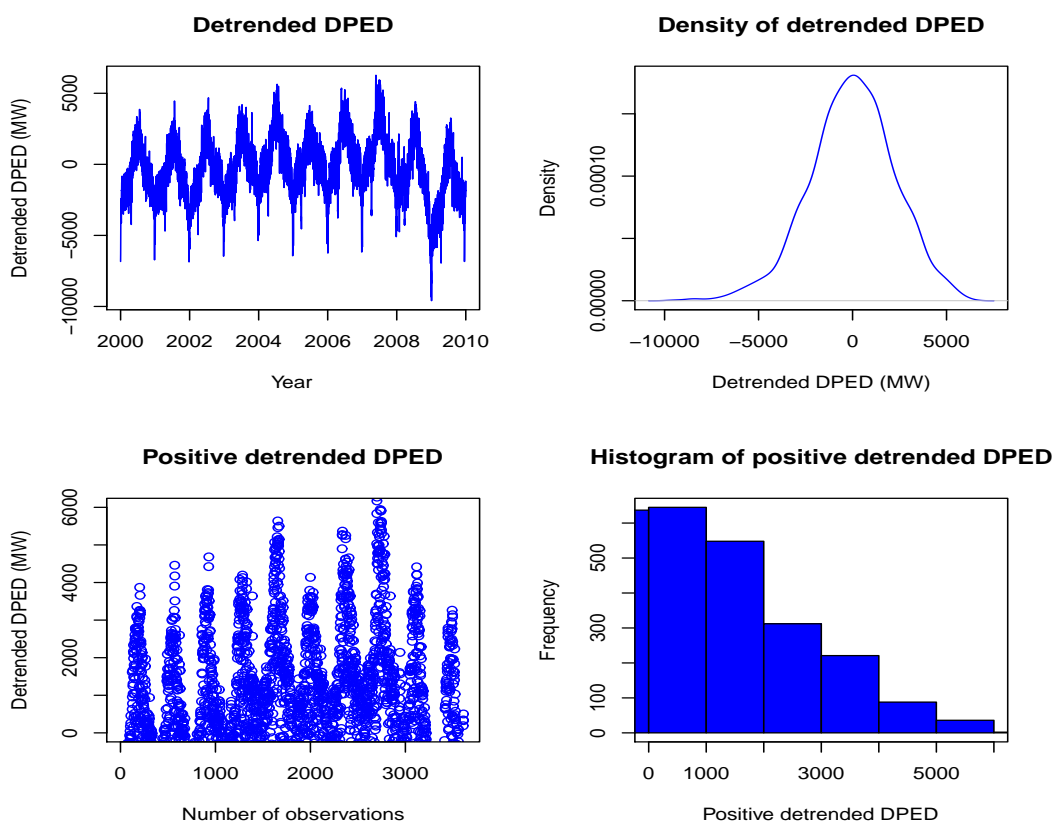 Detrended DPED
Detrended DPED (MW)
5000
0
−5000
−10000
2000 2002 2004 2006 2008 2010
Year
Density of detrended DPED
Density
0.00010
0.00000
−10000 −5000 0 5000
Detrended DPED (MW)
Positive detrended DPED
Detrended DPED (MW)
6000
4000
2000
0
0 1000 2000 3000
Number of observations
Histogram of positive detrended DPED
Frequency
500
300
100
0
0 1000 3000 5000
Positive detrended DPED